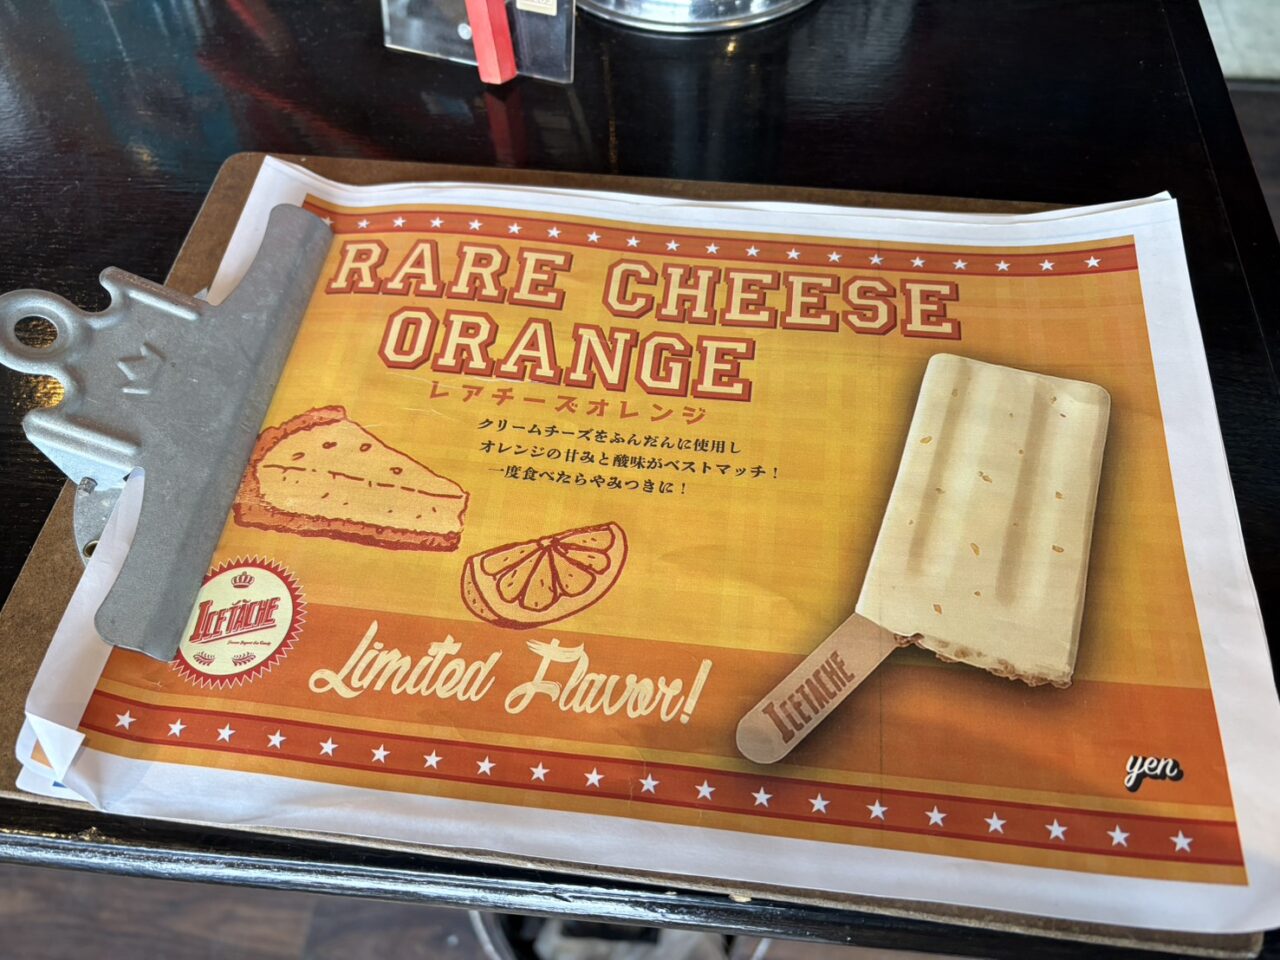 RARE CHEESE
ORANGE
レアチーズオレンジ
クリームチーズをふんだんに使用し
オレンジの甘みと酸味がベストマッチ！
一度食べたらやみつきに！
ICETACHE
Limited Flavor!
ICETACHE
yen